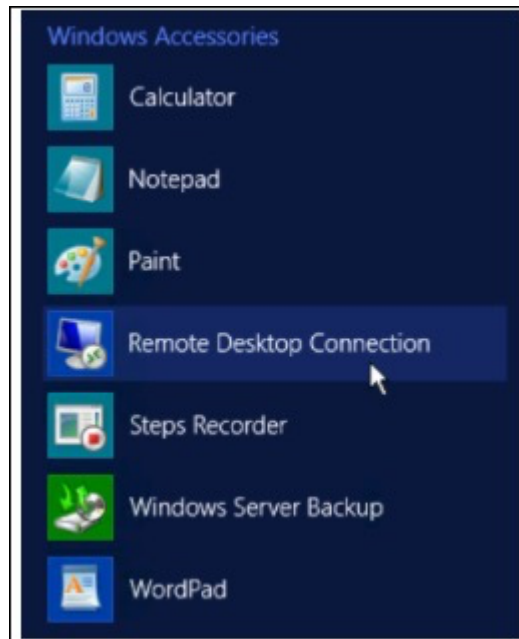 Windows Accessories
Calculator
Notepad
Paint
Remote Desktop Connection
Steps Recorder
Windows Server Backup
WordPad